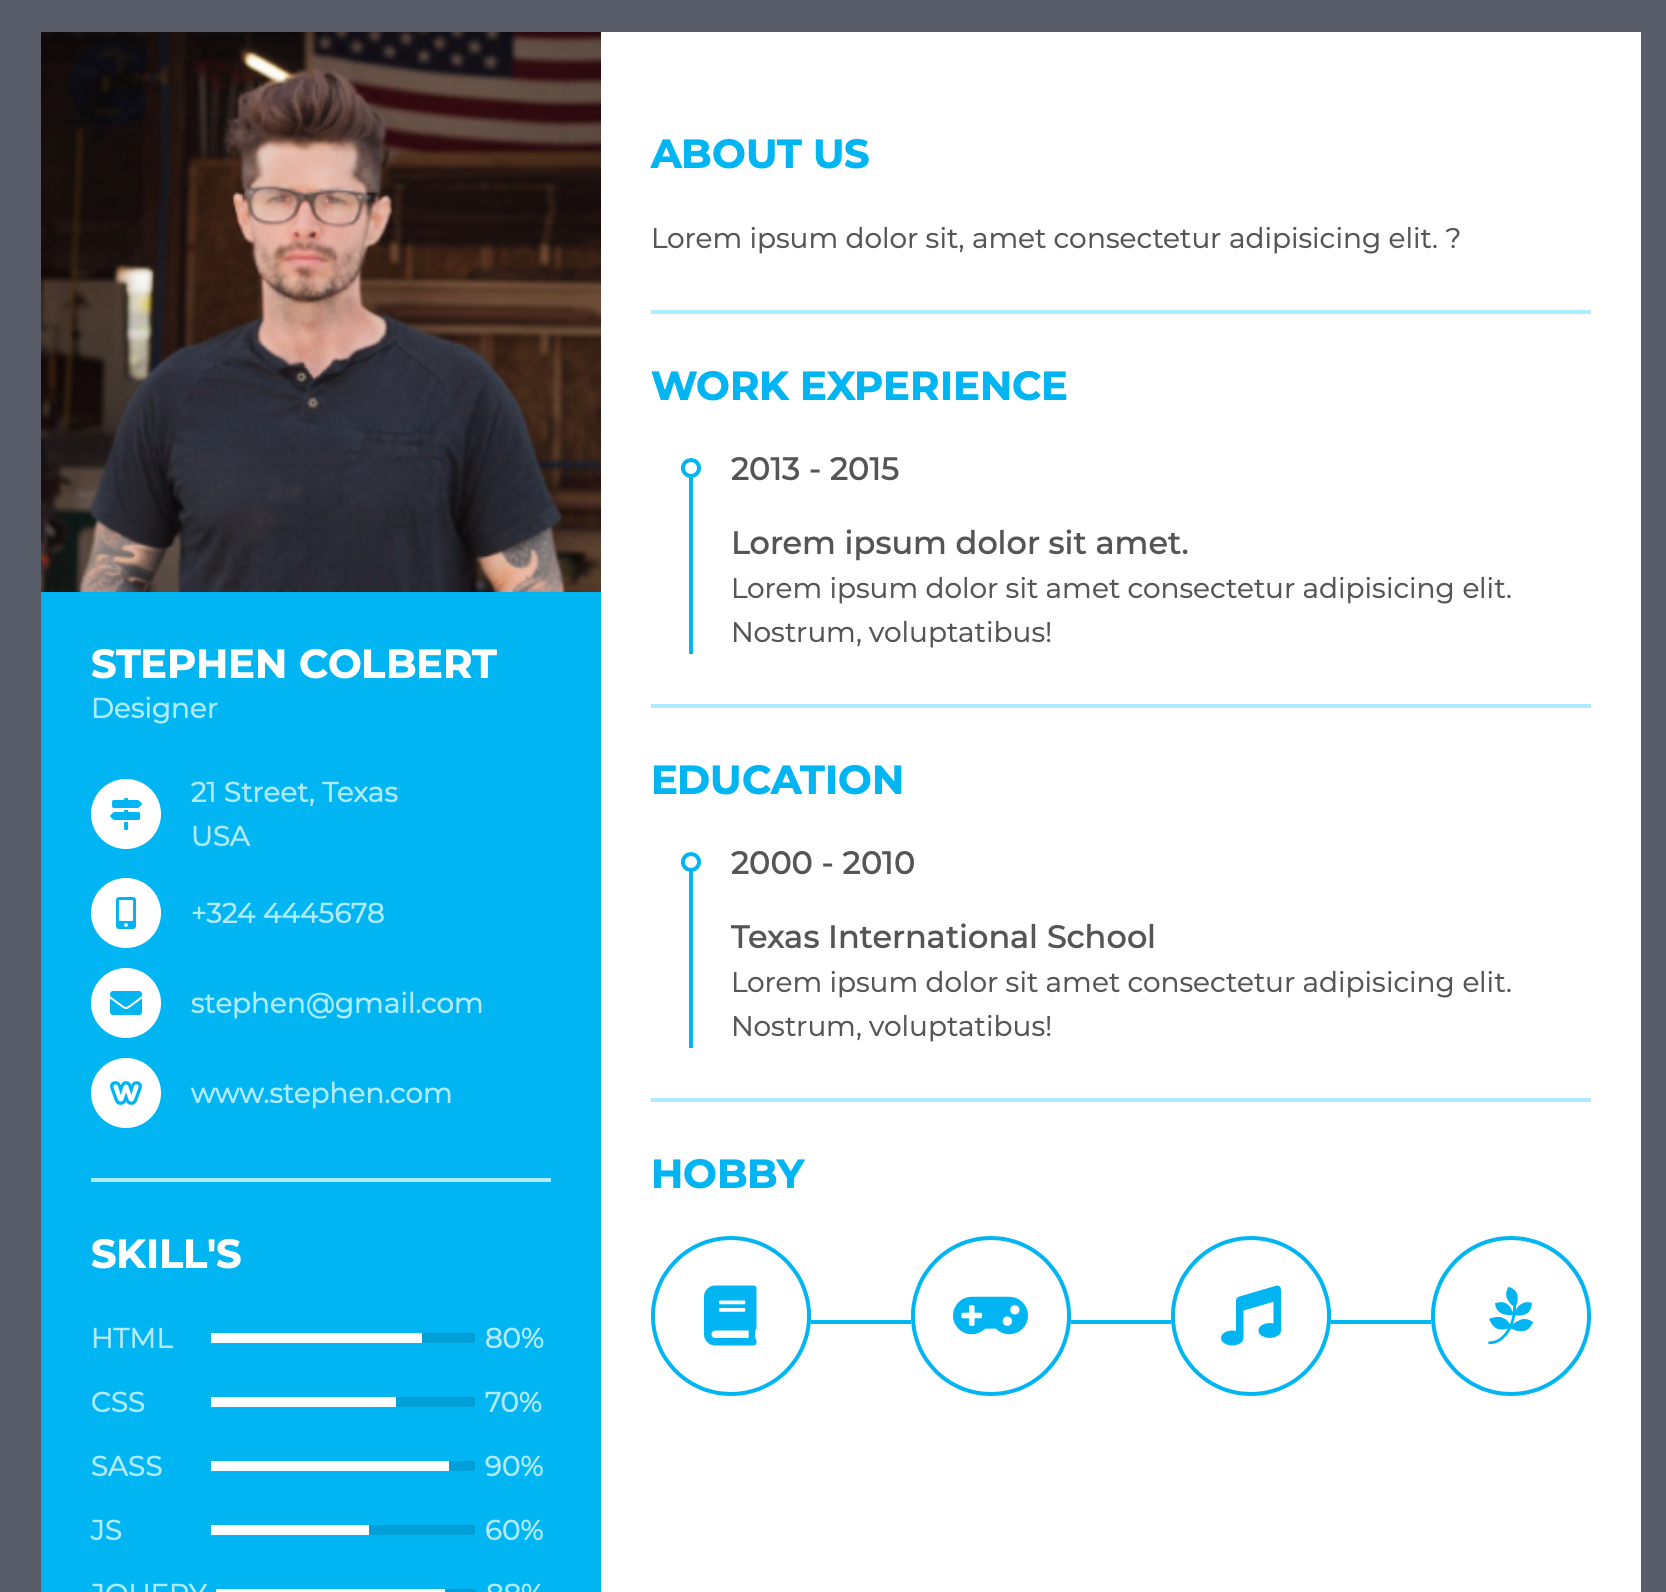 STEPHEN COLBERT
Designer
21 Street, Texas
USA
+324 4445678
stephen@gmail.com
www.stephen.com
SKILL'S
HTML 80%
CSS 70%
SASS 90%
JS 60%
JQUERY 88%
ABOUT US
Lorem ipsum dolor sit, amet consectetur adipisicing elit. ?
WORK EXPERIENCE
2013 - 2015
Lorem ipsum dolor sit amet.
Lorem ipsum dolor sit amet consectetur adipisicing elit.
Nostrum, voluptatibus!
EDUCATION
2000 - 2010
Texas International School
Lorem ipsum dolor sit amet consectetur adipisicing elit.
Nostrum, voluptatibus!
HOBBY